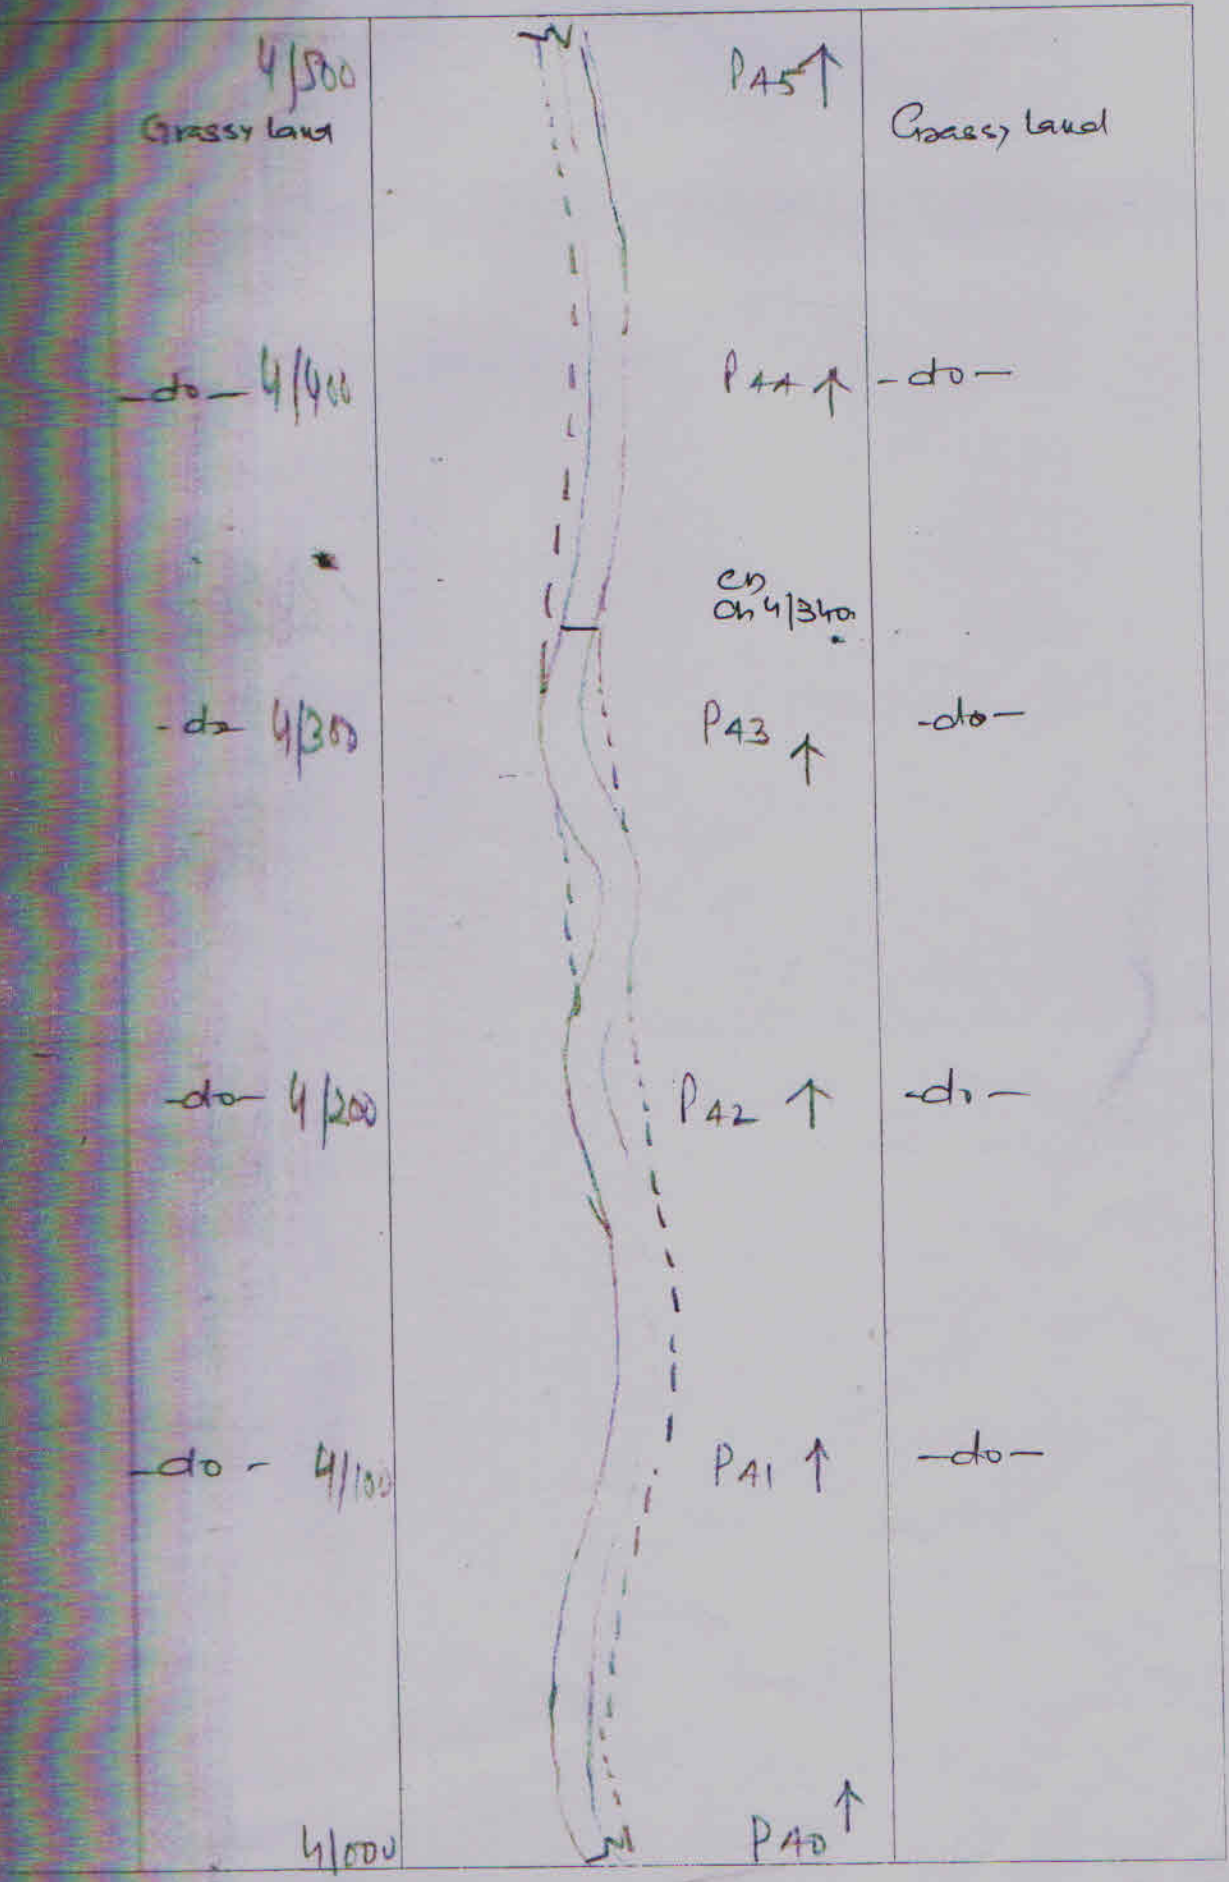 4/500 P45 ↑
Grassy Land Grassy Land
-do- 4/400 P44 ↑ -do-
CD
Ch 4/340
-do- 4/300 P43 ↑ -do-
-do- 4/200 P42 ↑ -do-
-do- 4/100 P41 ↑ -do-
4/000 P40 ↑